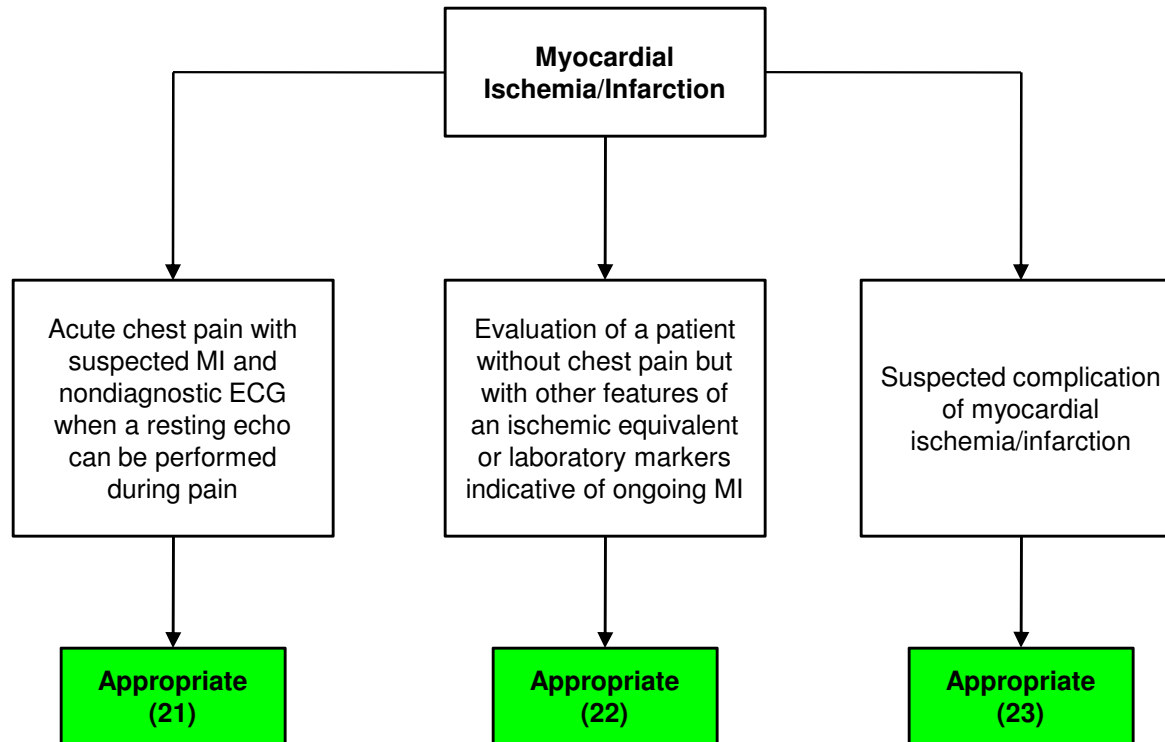 Myocardial
Ischemia/Infarction
Acute chest pain with
suspected MI and
nondiagnostic ECG
when a resting echo
can be performed
during pain
Evaluation of a patient
without chest pain but
with other features of
an ischemic equivalent
or laboratory markers
indicative of ongoing MI
Suspected complication
of myocardial
ischemia/infarction
Appropriate
(21)
Appropriate
(22)
Appropriate
(23)